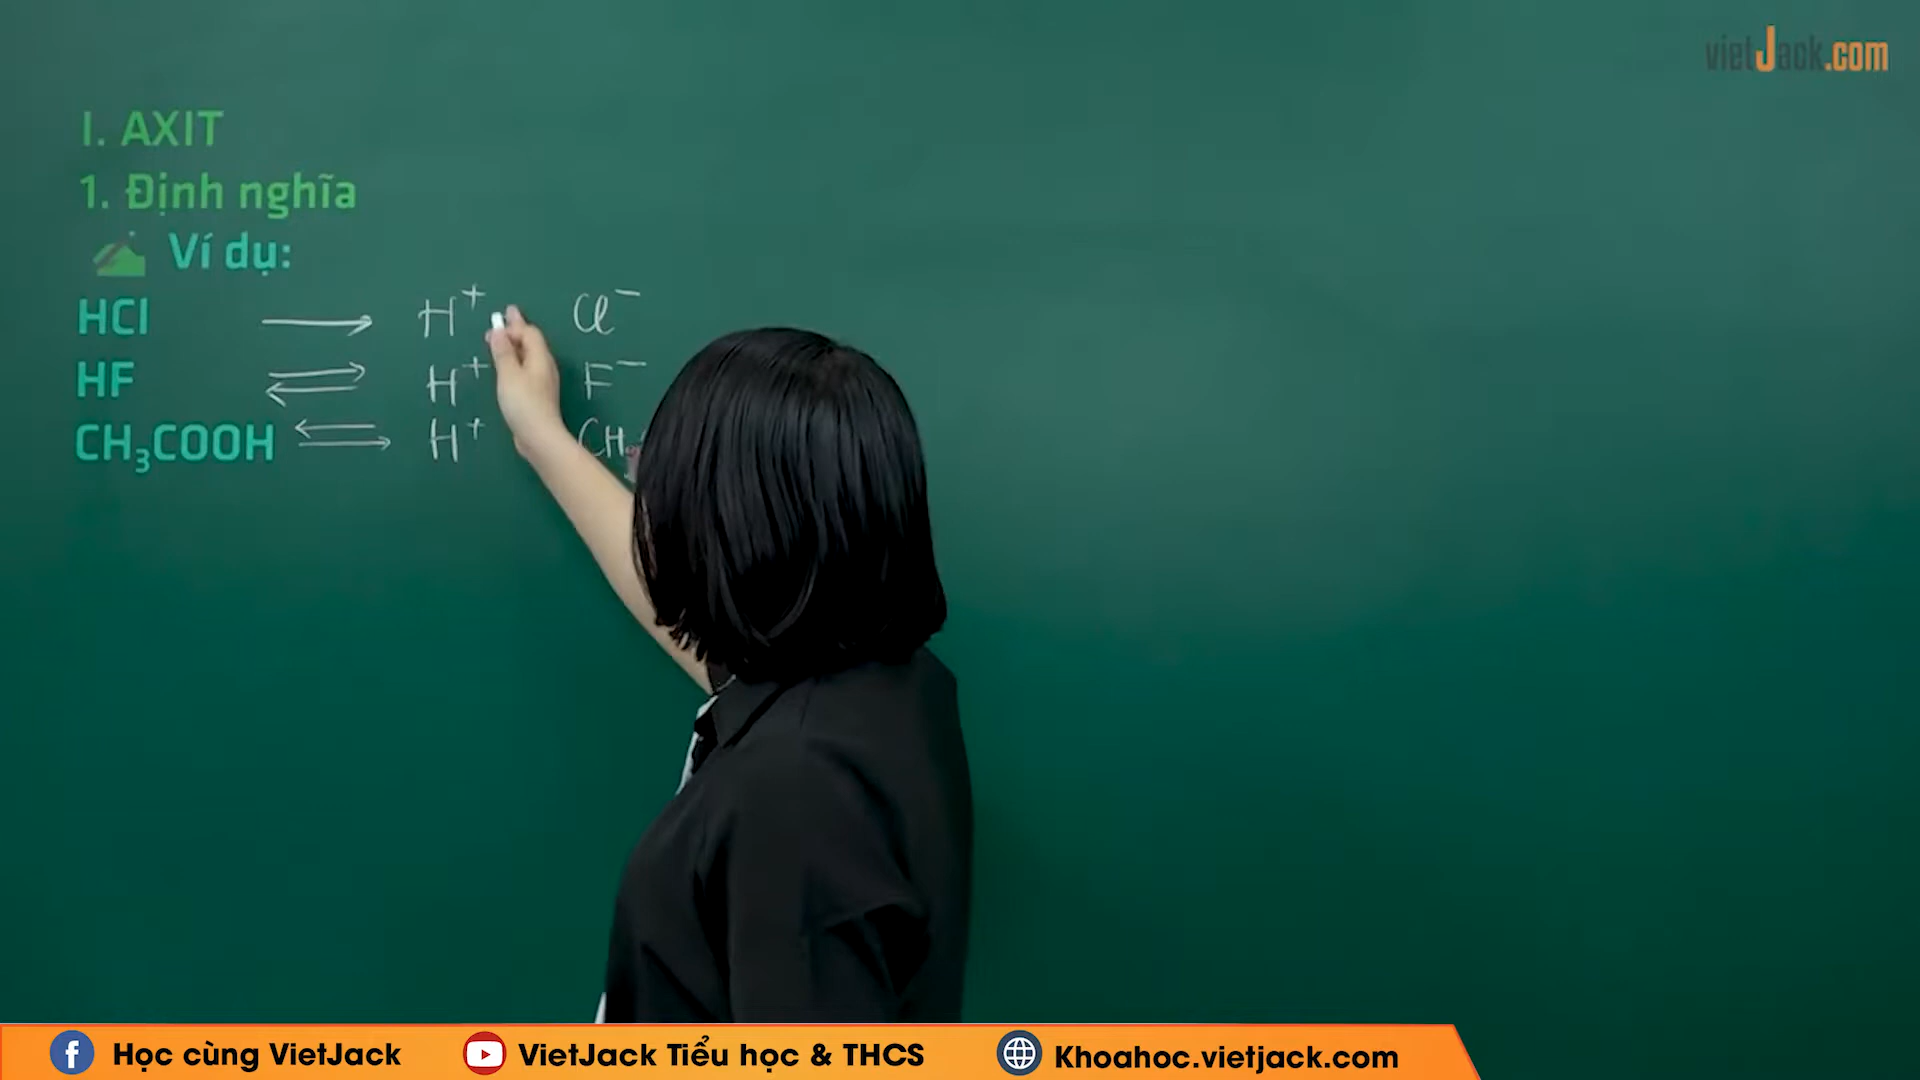 vietJack.com
I. AXIT
1. Định nghĩa
Ví dụ:
HCl → H⁺ Cl⁻
HF ⇌ H⁺ F⁻
CH₃COOH ⇌ H⁺
Học cùng VietJack
VietJack Tiểu học & THCS
Khoahoc.vietjack.com